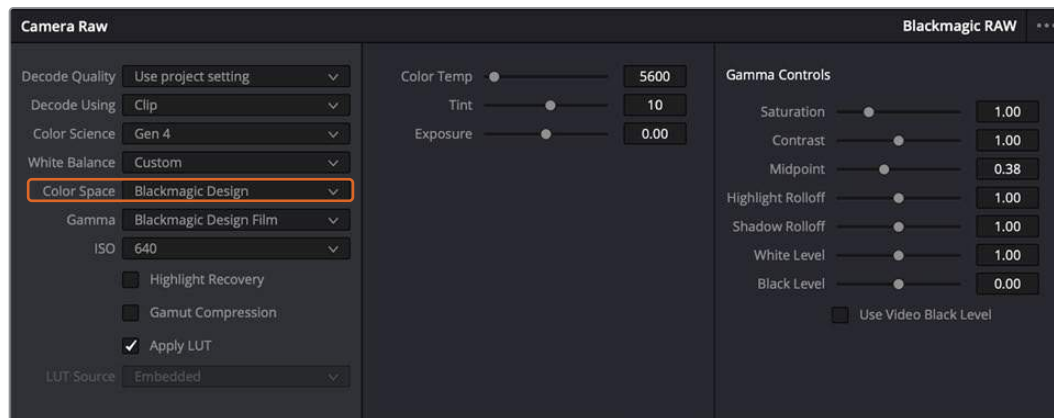 Camera Raw
Blackmagic RAW
Decode Quality Use project setting
Decode Using Clip
Color Science Gen 4
White Balance Custom
Color Space Blackmagic Design
Gamma Blackmagic Design Film
ISO 640
Highlight Recovery
Gamut Compression
Apply LUT
LUT Source Embedded
Color Temp 5600
Tint 10
Exposure 0.00
Gamma Controls
Saturation 1.00
Contrast 1.00
Midpoint 0.38
Highlight Rolloff 1.00
Shadow Rolloff 1.00
White Level 1.00
Black Level 0.00
Use Video Black Level